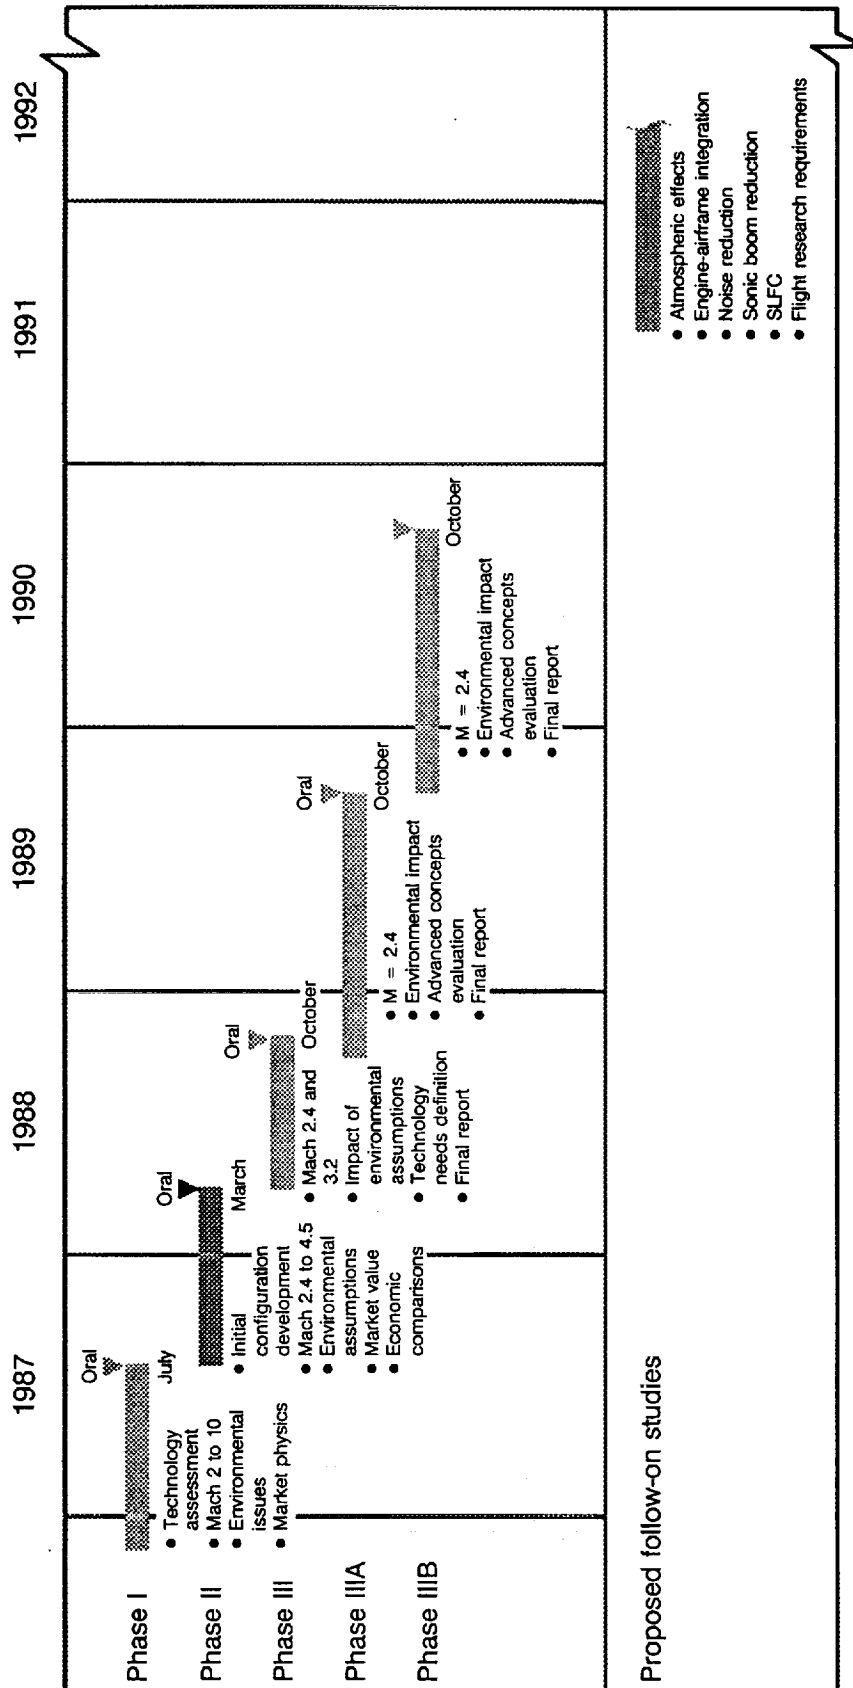 1987
1988
1989
1990
1991
1992
Phase I
Oral
July
• Technology
assessment
• Mach 2 to 10
• Environmental
issues
• Market physics
Phase II
Oral
March
• Initial
configuration
development
• Mach 2.4 to 4.5
• Environmental
assumptions
• Market value
• Economic
comparisons
Phase III
Oral
October
• Mach 2.4 and
3.2
• Impact of
environmental
assumptions
• Technology
needs definition
• Final report
Phase IIIA
Oral
October
• M = 2.4
• Environmental impact
• Advanced concepts
evaluation
• Final report
Phase IIIB
October
• M = 2.4
• Environmental impact
• Advanced concepts
evaluation
• Final report
Proposed follow-on studies
• Atmospheric effects
• Engine-airframe integration
• Noise reduction
• Sonic boom reduction
• SLFC
• Flight research requirements